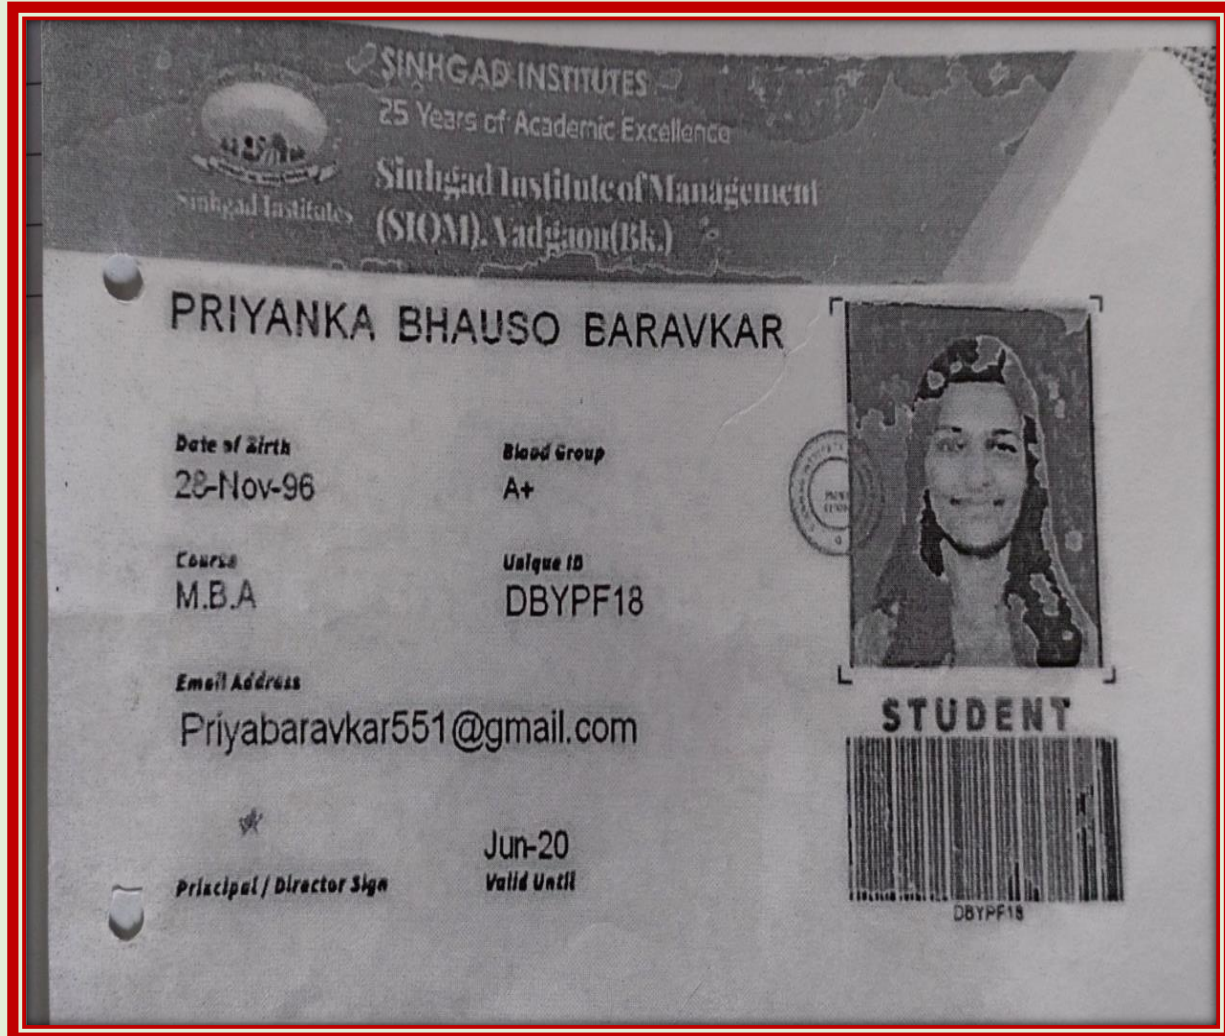 SINHGAD INSTITUTES
25 Years of Academic Excellence
Sinhgad Institute of Management
(SIOM). Vadgaon(Bk.)
Sinhgad Institutes
PRIYANKA BHAUSO BARAVKAR
Date of Birth
28-Nov-96
Blood Group
A+
Course
M.B.A
Unique ID
DBYPF18
Email Address
Priyabaravkar551@gmail.com
STUDENT
Principal / Director Sign
Jun-20
Valid Until
DBYPF18